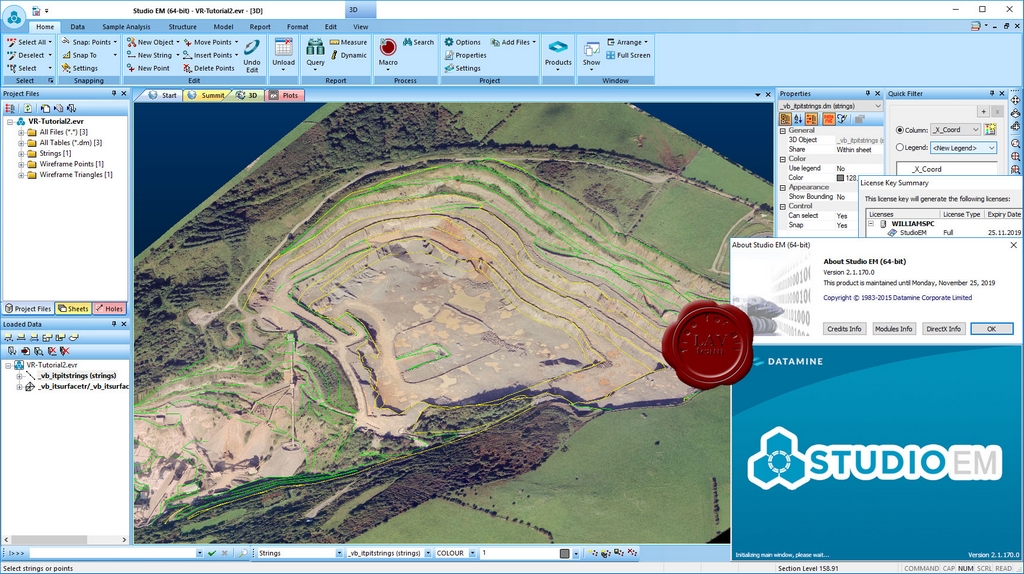 Studio EM (64-bit) - VR-Tutorial2.evr - [3D]
3D
Home Data Sample Analysis Structure Model Report Format Edit View
Select All Snap: Points New Object Move Points Measure Search Options Add Files Arrange
Deselect Snap To New String Insert Points Dynamic Properties Full Screen
Select Settings New Point Delete Points Settings
Undo Edit Unload Query Macro Products Show
Select Snapping Edit Report Process Project Window
Project Files
Start Summit 3D Plots
VR-Tutorial2.evr
All Files (*.*) [3]
All Tables (*.dm) [3]
Strings [1]
Wireframe Points [1]
Wireframe Triangles [1]
Project Files Sheets Holes
Loaded Data
VR-Tutorial2.evr
_vb_itpitstrings (strings)
_vb_itsurfacetr/_vb_itsurfac
Properties
_vb_itpitstrings.dm (strings)
General
3D Object _vb_itpitstrings (s
Share Within sheet
Color
Use legend No
Color 128,
Appearance
Show Bounding No
Control
Can select Yes
Snap Yes
Quick Filter
Column: _X_Coord
Legend: <New Legend>
_X_Coord
License Key Summary
This license key will generate the following licenses:
Licenses License Type Expiry Date
WILLIAMSPC
StudioEM Full 25.11.2019
About Studio EM (64-bit)
About Studio EM (64-bit)
Version 2.1.170.0
This product is maintained until Monday, November 25, 2019
Copyright © 1983-2015 Datamine Corporate Limited
Credits Info Modules Info DirectX Info OK
DATAMINE
STUDIOEM
Initializing main window, please wait...
Version 2.1.170.0
LAV
TEAM
!>>> Strings _vb_itpitstrings (strings) COLOUR 1
Select strings or points
Section Level 158.91
COMMAND CAP NUM SCRL READ